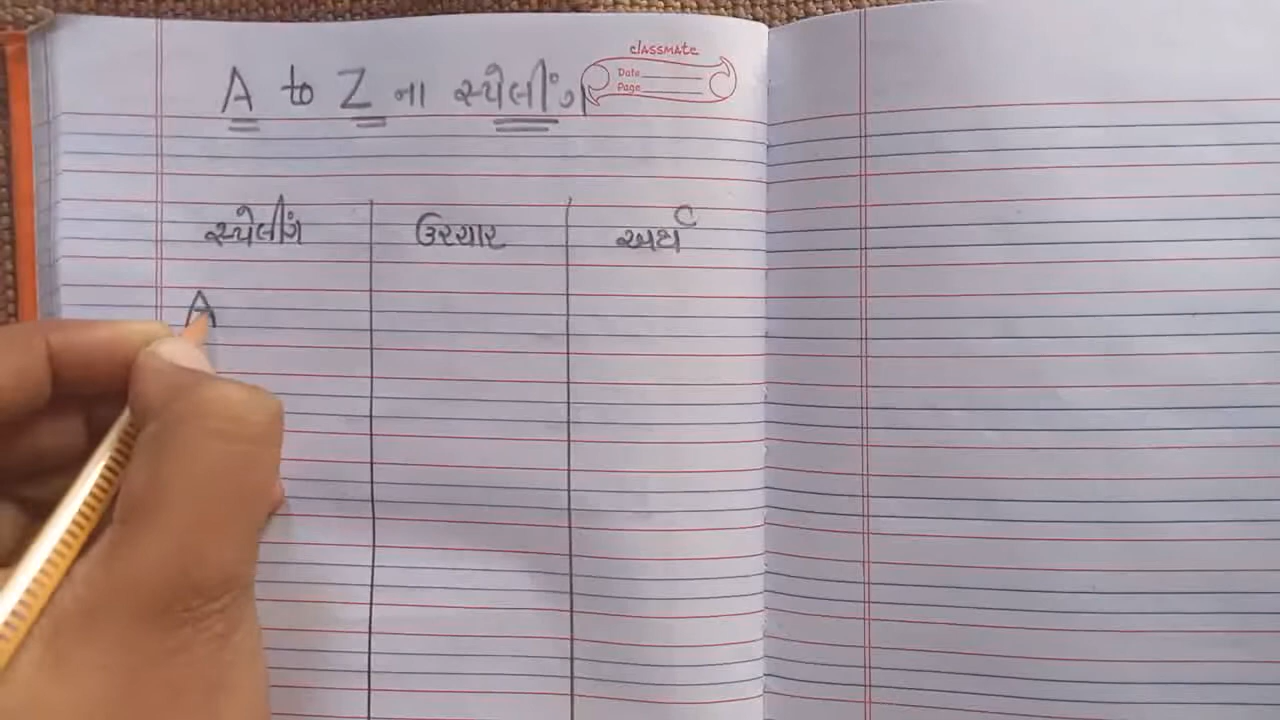 classmate
Date
Page
A to Z ના સ્પેલીંગ
સ્પેલીંગ ઉચ્ચાર અર્થ
A